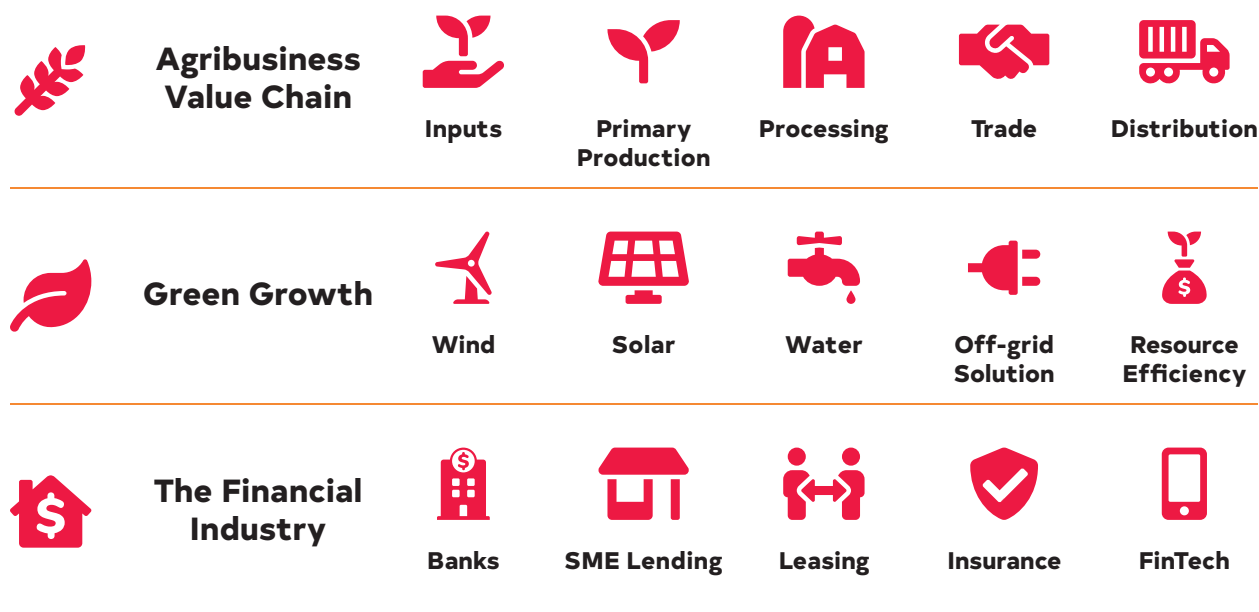 Agribusiness
Value Chain
Inputs
Primary
Production
Processing
Trade
Distribution
Green Growth
Wind
Solar
Water
Off-grid
Solution
$
Resource
Efficiency
$
The Financial
Industry
$
Banks
SME Lending
Leasing
Insurance
FinTech